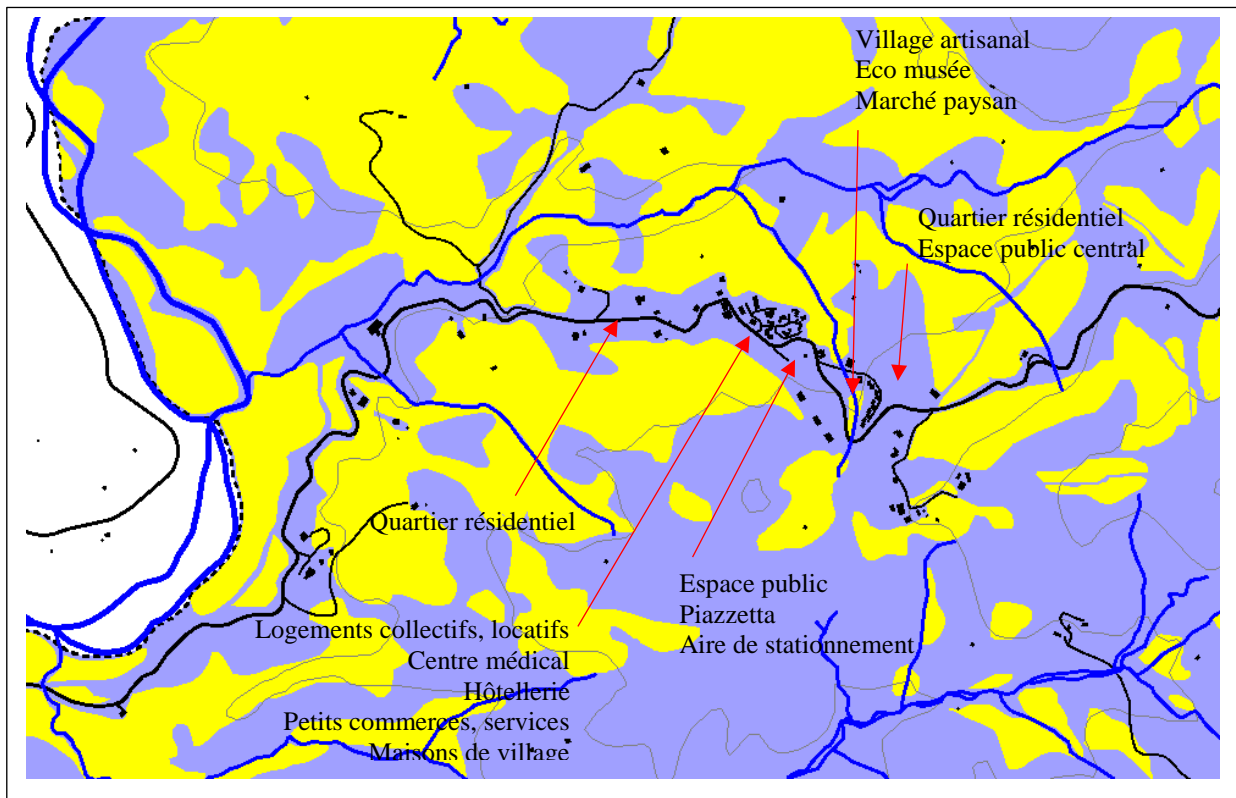 Village artisanal
Eco musée
Marché paysan
Quartier résidentiel
Espace public central
Quartier résidentiel
Espace public
Piazzetta
Aire de stationnement
Logements collectifs, locatifs
Centre médical
Hôtellerie
Petits commerces, services
Maisons de village